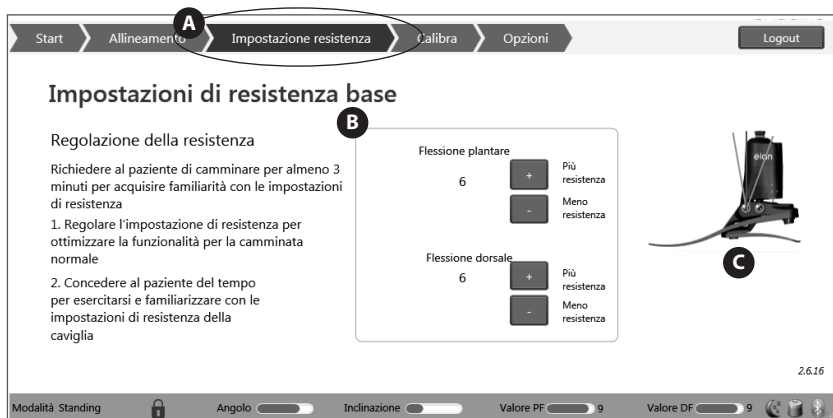 A
Start
Allineamento
Impostazione resistenza
Calibra
Opzioni
Logout
Impostazioni di resistenza base
B
Regolazione della resistenza
Richiedere al paziente di camminare per almeno 3
minuti per acquisire familiarità con le impostazioni
di resistenza
1. Regolare l'impostazione di resistenza per
ottimizzare la funzionalità per la camminata
normale
2. Concedere al paziente del tempo
per esercitarsi e familiarizzare con le
impostazioni di resistenza della
caviglia
Flessione plantare
6
+
Più
resistenza
-
Meno
resistenza
Flessione dorsale
6
+
Più
resistenza
-
Meno
resistenza
élan
C
2.6.16
Modalità Standing
Angolo
Inclinazione
Valore PF 9
Valore DF 9